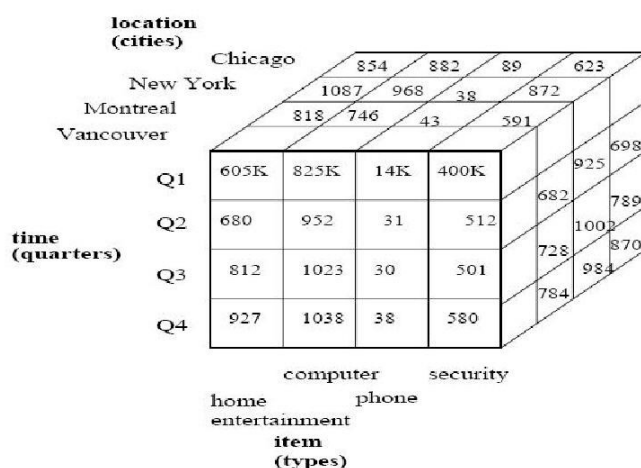 location
(cities)
Chicago
854 882 89 623
New York
1087 968 38 872
Montreal
818 746 43 591
Vancouver
Q1 605K 825K 14K 400K
682 925 698
Q2 680 952 31 512
728 1002 789
time
(quarters)
Q3 812 1023 30 501
784 984 870
Q4 927 1038 38 580
computer security
home phone
entertainment
item
(types)